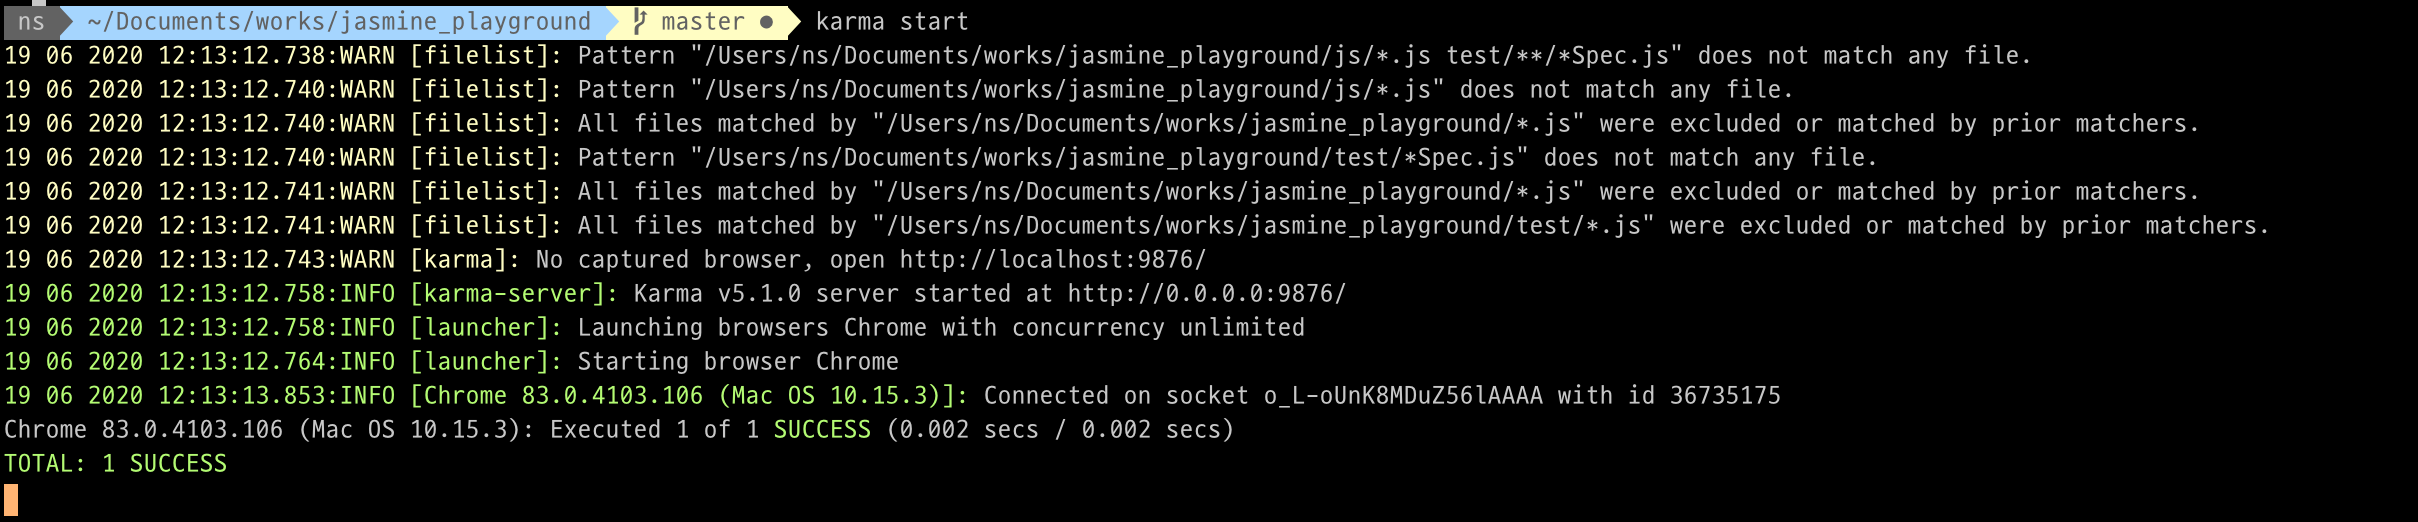 ns ~/Documents/works/jasmine_playground master ● karma start
19 06 2020 12:13:12.738:WARN [filelist]: Pattern "/Users/ns/Documents/works/jasmine_playground/js/*.js test/**/*Spec.js" does not match any file.
19 06 2020 12:13:12.740:WARN [filelist]: Pattern "/Users/ns/Documents/works/jasmine_playground/js/*.js" does not match any file.
19 06 2020 12:13:12.740:WARN [filelist]: All files matched by "/Users/ns/Documents/works/jasmine_playground/*.js" were excluded or matched by prior matchers.
19 06 2020 12:13:12.740:WARN [filelist]: Pattern "/Users/ns/Documents/works/jasmine_playground/test/*Spec.js" does not match any file.
19 06 2020 12:13:12.741:WARN [filelist]: All files matched by "/Users/ns/Documents/works/jasmine_playground/*.js" were excluded or matched by prior matchers.
19 06 2020 12:13:12.741:WARN [filelist]: All files matched by "/Users/ns/Documents/works/jasmine_playground/test/*.js" were excluded or matched by prior matchers.
19 06 2020 12:13:12.743:WARN [karma]: No captured browser, open http://localhost:9876/
19 06 2020 12:13:12.758:INFO [karma-server]: Karma v5.1.0 server started at http://0.0.0.0:9876/
19 06 2020 12:13:12.758:INFO [launcher]: Launching browsers Chrome with concurrency unlimited
19 06 2020 12:13:12.764:INFO [launcher]: Starting browser Chrome
19 06 2020 12:13:13.853:INFO [Chrome 83.0.4103.106 (Mac OS 10.15.3)]: Connected on socket o_L-oUnK8MDuZ56lAAAA with id 36735175
Chrome 83.0.4103.106 (Mac OS 10.15.3): Executed 1 of 1 SUCCESS (0.002 secs / 0.002 secs)
TOTAL: 1 SUCCESS